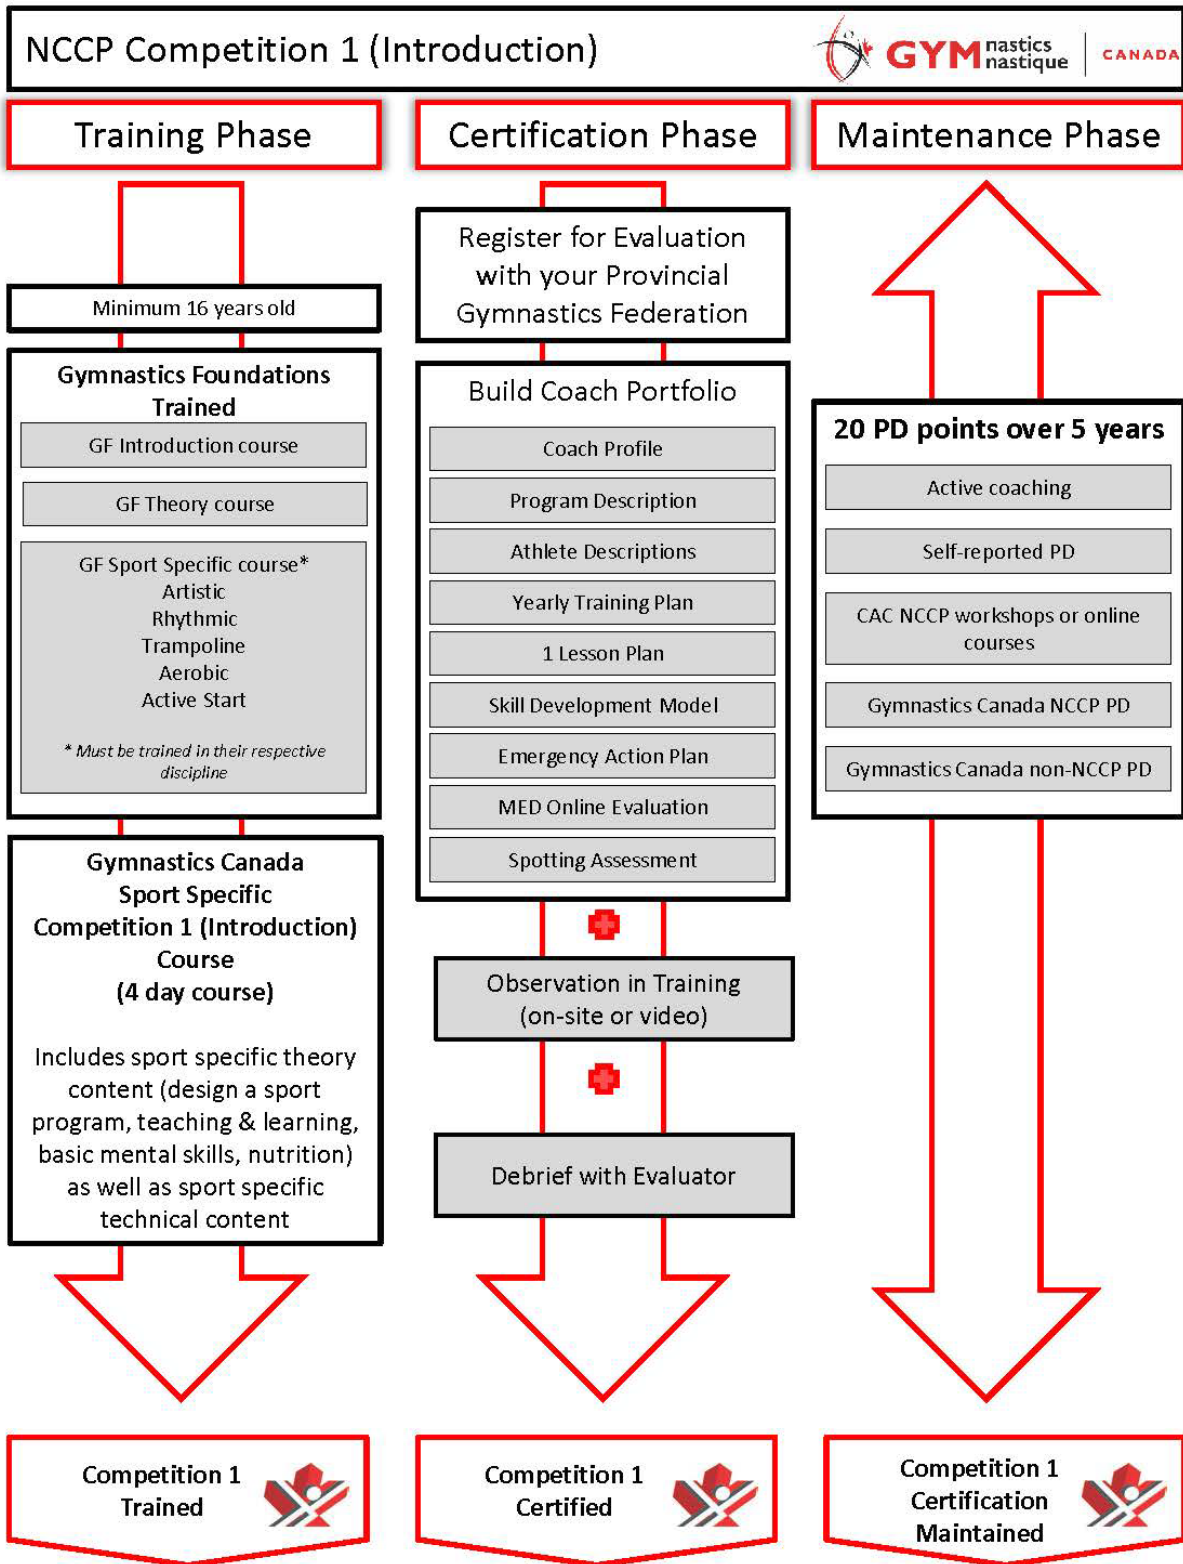 NCCP Competition 1 (Introduction)
GYMnastics
nastique
CANADA
Training Phase
Minimum 16 years old
Gymnastics Foundations
Trained
GF Introduction course
GF Theory course
GF Sport Specific course*
Artistic
Rhythmic
Trampoline
Aerobic
Active Start
* Must be trained in their respective
discipline
Gymnastics Canada
Sport Specific
Competition 1 (Introduction)
Course
(4 day course)
Includes sport specific theory
content (design a sport
program, teaching & learning,
basic mental skills, nutrition)
as well as sport specific
technical content
Competition 1
Trained
Certification Phase
Register for Evaluation
with your Provincial
Gymnastics Federation
Build Coach Portfolio
Coach Profile
Program Description
Athlete Descriptions
Yearly Training Plan
1 Lesson Plan
Skill Development Model
Emergency Action Plan
MED Online Evaluation
Spotting Assessment
Observation in Training
(on-site or video)
Debrief with Evaluator
Competition 1
Certified
Maintenance Phase
20 PD points over 5 years
Active coaching
Self-reported PD
CAC NCCP workshops or online
courses
Gymnastics Canada NCCP PD
Gymnastics Canada non-NCCP PD
Competition 1
Certification
Maintained